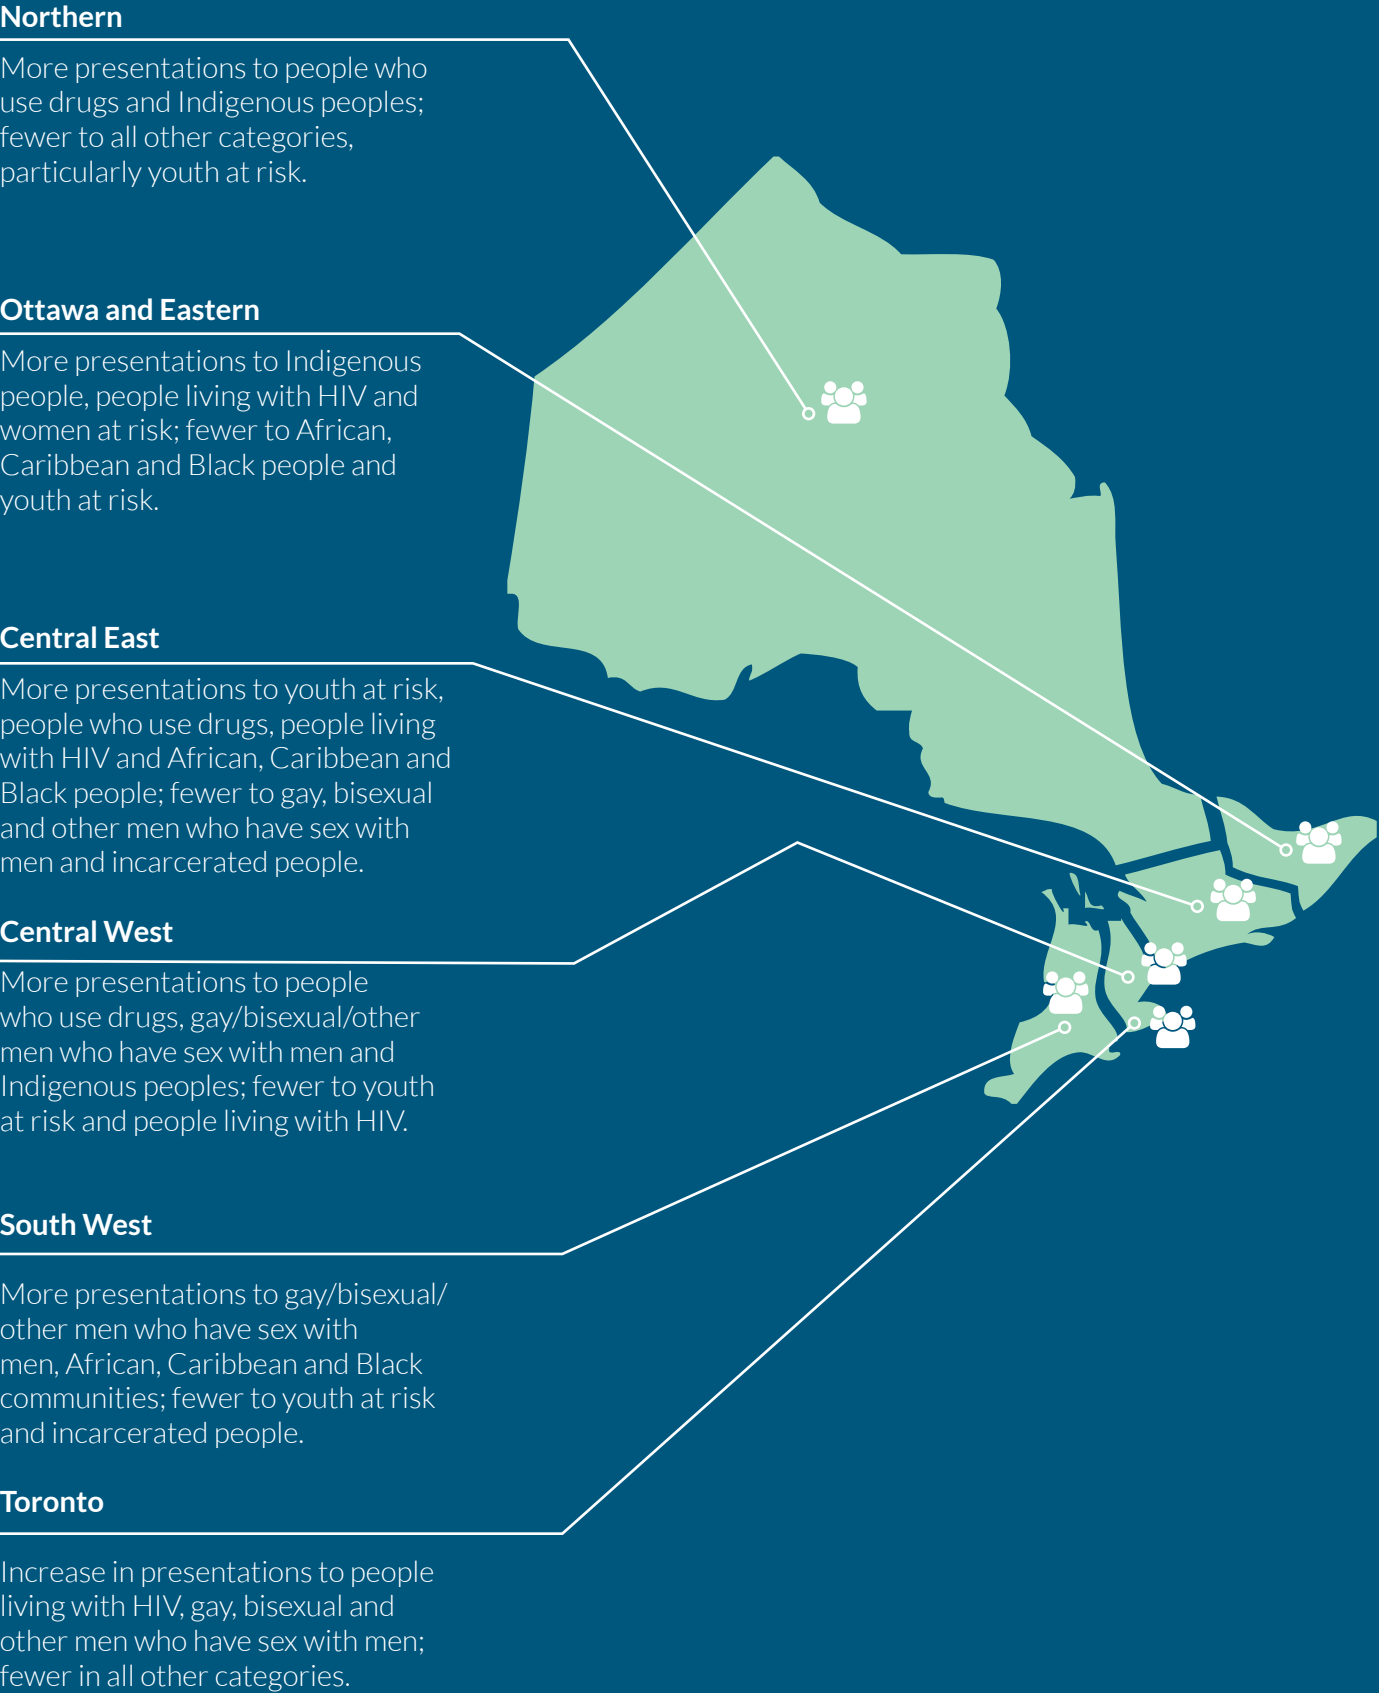 Northern
More presentations to people who
use drugs and Indigenous peoples;
fewer to all other categories,
particularly youth at risk.
Ottawa and Eastern
More presentations to Indigenous
people, people living with HIV and
women at risk; fewer to African,
Caribbean and Black people and
youth at risk.
Central East
More presentations to youth at risk,
people who use drugs, people living
with HIV and African, Caribbean and
Black people; fewer to gay, bisexual
and other men who have sex with
men and incarcerated people.
Central West
More presentations to people
who use drugs, gay/bisexual/other
men who have sex with men and
Indigenous peoples; fewer to youth
at risk and people living with HIV.
South West
More presentations to gay/bisexual/
other men who have sex with
men, African, Caribbean and Black
communities; fewer to youth at risk
and incarcerated people.
Toronto
Increase in presentations to people
living with HIV, gay, bisexual and
other men who have sex with men;
fewer in all other categories.